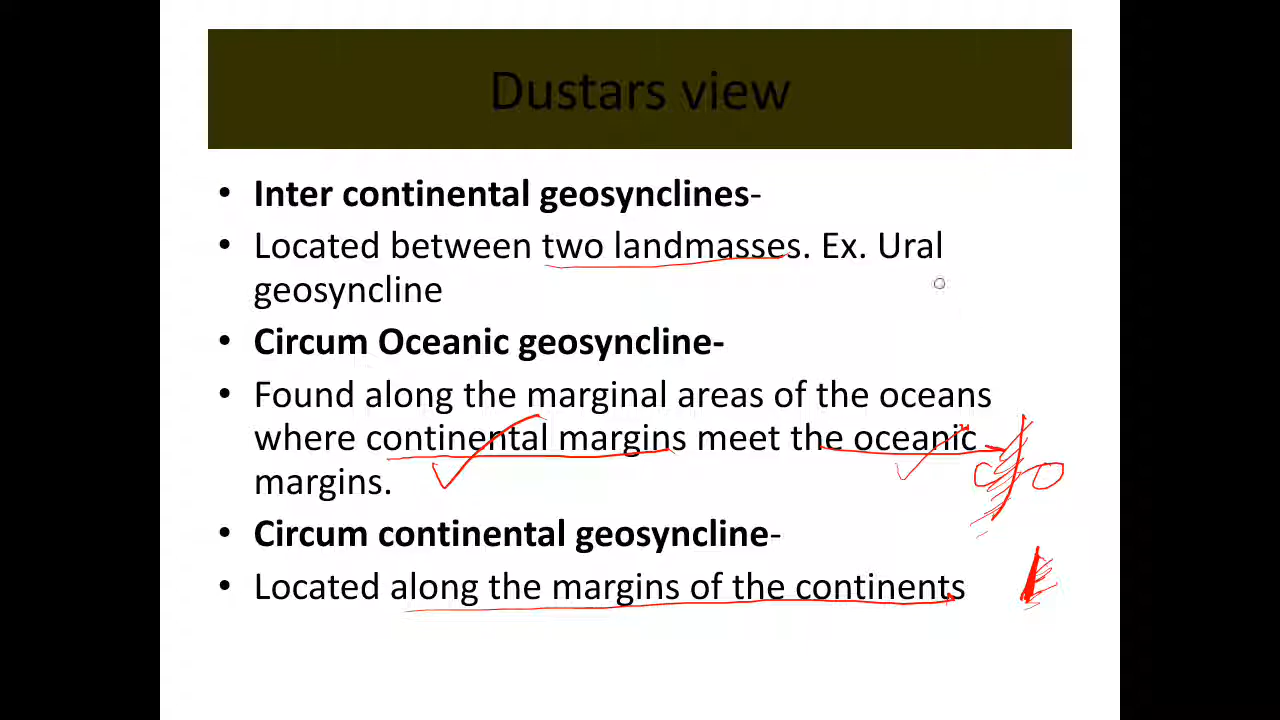 Dustars view
• Inter continental geosynclines-
• Located between two landmasses. Ex. Ural
geosyncline
• Circum Oceanic geosyncline-
• Found along the marginal areas of the oceans
where continental margins meet the oceanic
margins.
• Circum continental geosyncline-
• Located along the margins of the continents